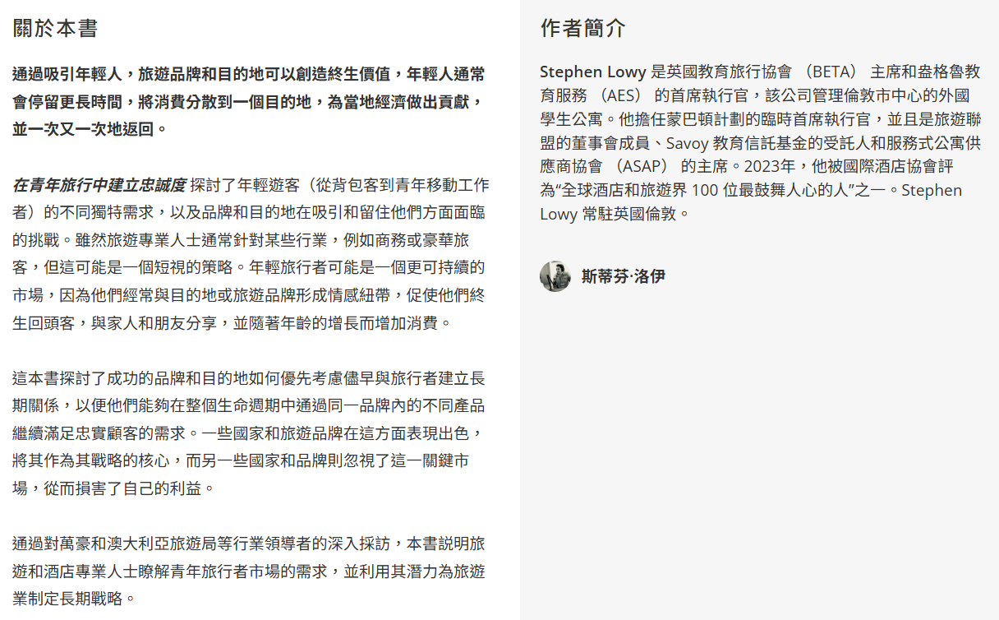 關於本書
通過吸引年輕人，旅遊品牌和目的地可以創造終生價值，年輕人通常
會停留更長時間，將消費分散到一個目的地，為當地經濟做出貢獻，
並一次又一次地返回。
在青年旅行中建立忠誠度 探討了年輕遊客（從背包客到青年移動工作
者）的不同獨特需求，以及品牌和目的地在吸引和留住他們方面面臨
的挑戰。雖然旅遊專業人士通常針對某些行業，例如商務或豪華旅
客，但這可能是一個短視的策略。年輕旅行者可能是一個更可持續的
市場，因為他們經常與目的地或旅遊品牌形成情感紐帶，促使他們終
生回頭客，與家人和朋友分享，並隨著年齡的增長而增加消費。
這本書探討了成功的品牌和目的地如何優先考慮儘早與旅行者建立長
期關係，以便他們能夠在整個生命週期中通過同一品牌內的不同產品
繼續滿足忠實顧客的需求。一些國家和旅遊品牌在這方面表現出色，
將其作為其戰略的核心，而另一些國家和品牌則忽視了這一關鍵市
場，從而損害了自己的利益。
通過對萬豪和澳大利亞旅遊局等行業領導者的深入採訪，本書説明旅
遊和酒店專業人士瞭解青年旅行者市場的需求，並利用其潛力為旅遊
業制定長期戰略。
作者簡介
Stephen Lowy 是英國教育旅行協會 （BETA） 主席和盎格魯教
育服務 （AES） 的首席執行官，該公司管理倫敦市中心的外國
學生公寓。他擔任蒙巴頓計劃的臨時首席執行官，並且是旅遊聯
盟的董事會成員、Savoy 教育信託基金的受託人和服務式公寓供
應商協會 （ASAP） 的主席。2023年，他被國際酒店協會評
為“全球酒店和旅遊界 100 位最鼓舞人心的人”之一。Stephen
Lowy 常駐英國倫敦。
斯蒂芬·洛伊